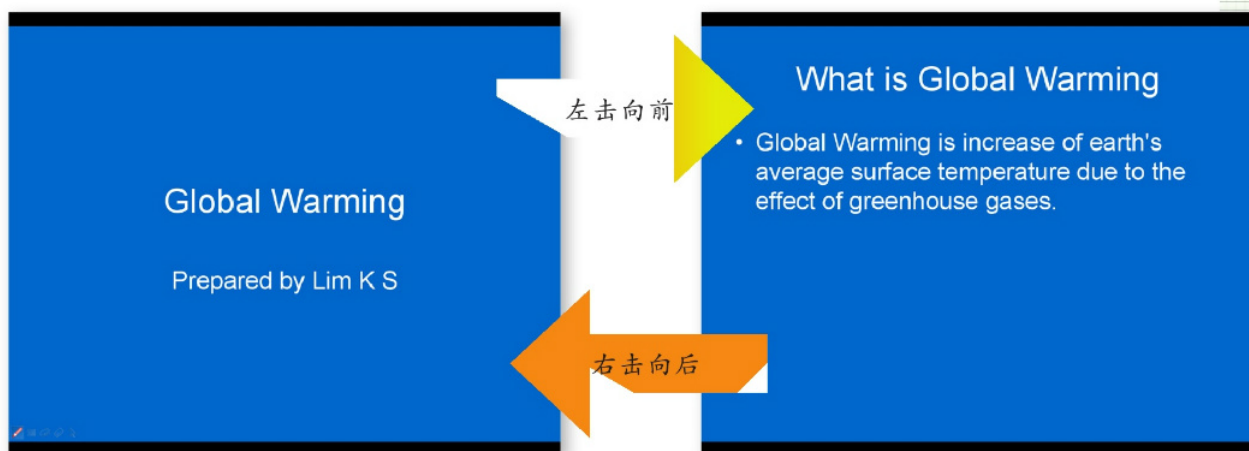 Global Warming
Prepared by Lim K S
左击向前
What is Global Warming
• Global Warming is increase of earth's
average surface temperature due to the
effect of greenhouse gases.
右击向后